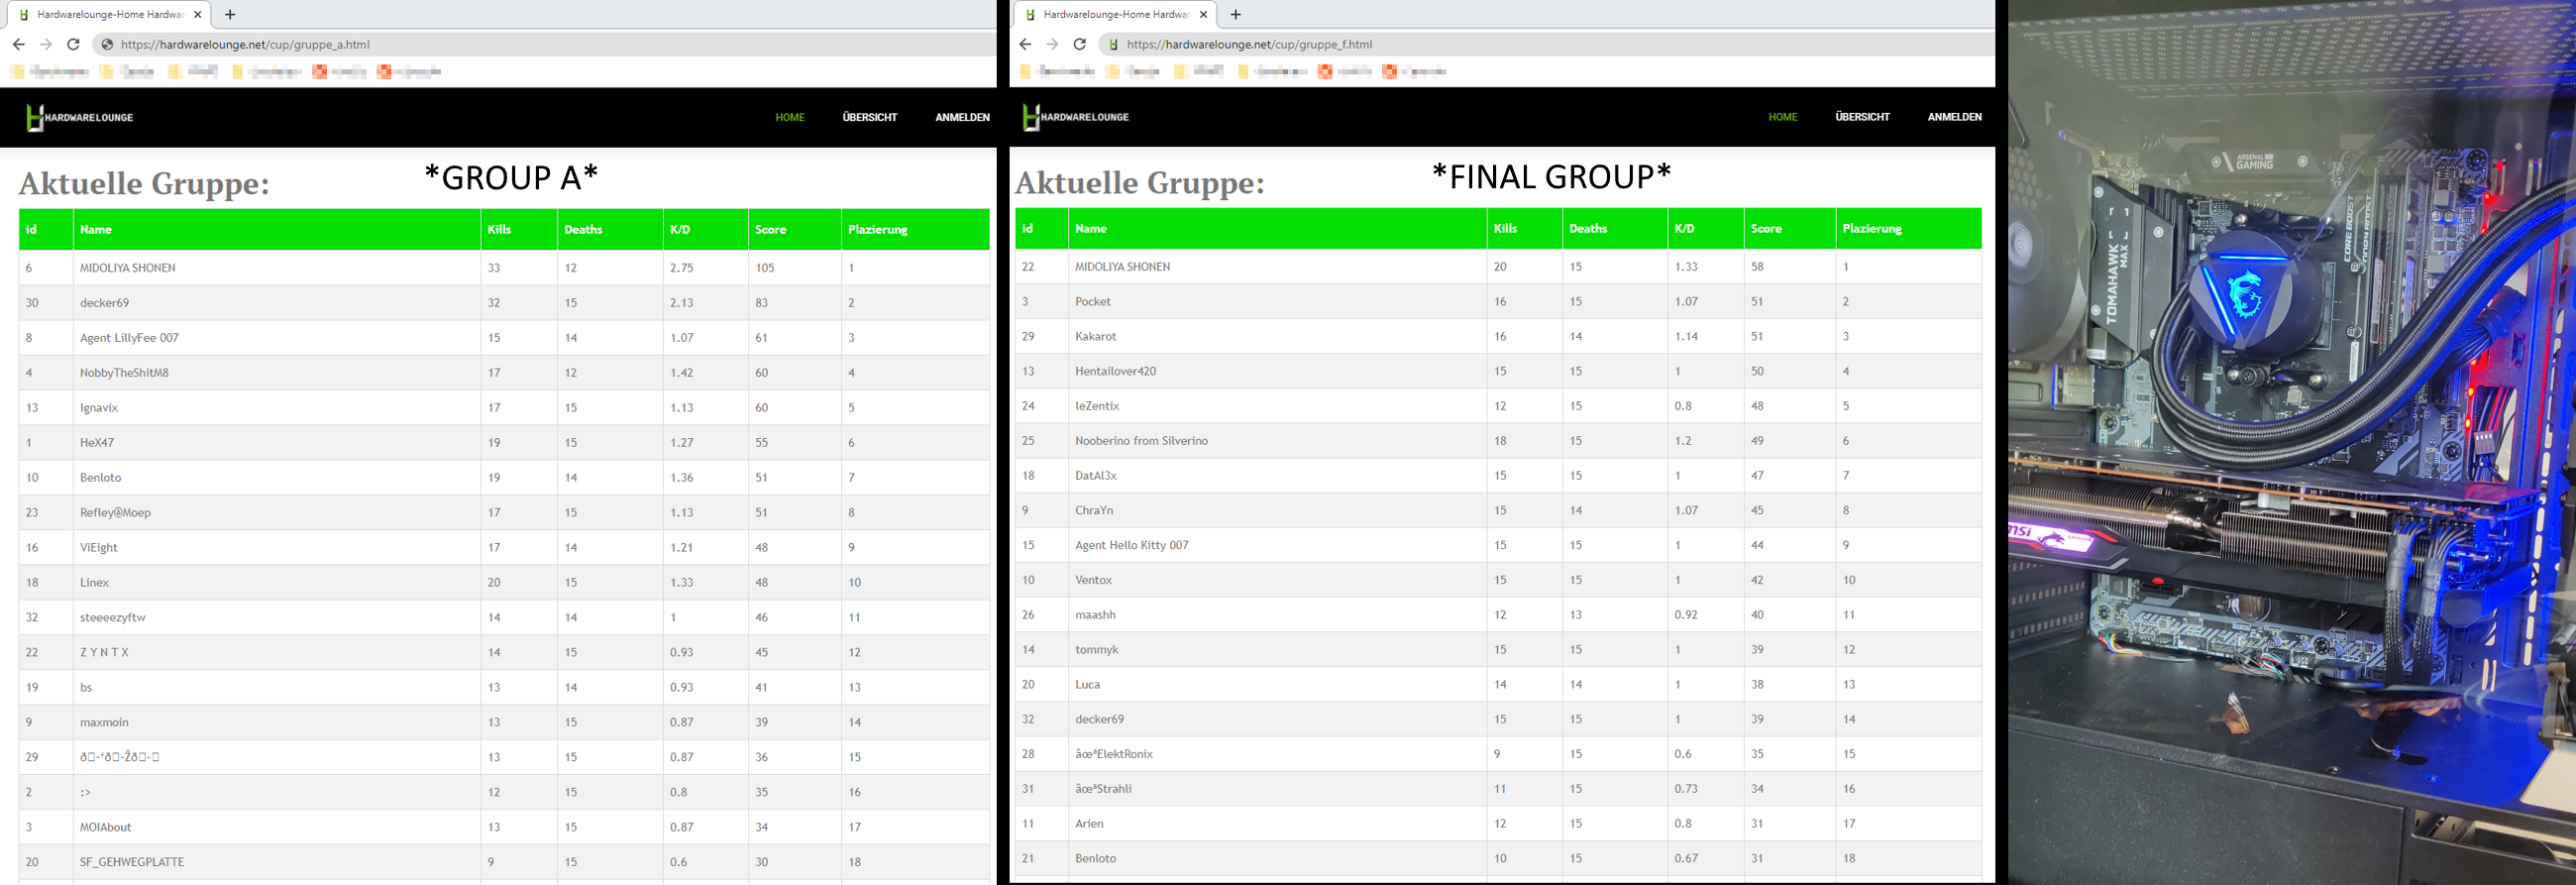 Hardwarelounge-Home Hardwar
https://hardwarelounge.net/cup/gruppe_a.html
HARDWARELOUNGE
HOME ÜBERSICHT ANMELDEN
Aktuelle Gruppe: *GROUP A*
id Name Kills Deaths K/D Score Plazierung
6 MIDOLIYA SHONEN 33 12 2.75 105 1
30 decker69 32 15 2.13 83 2
8 Agent LillyFee 007 15 14 1.07 61 3
4 NobbyTheShitM8 17 12 1.42 60 4
13 Ignavix 17 15 1.13 60 5
1 HeX47 19 15 1.27 55 6
10 Benloto 19 14 1.36 51 7
23 Refley@Moep 17 15 1.13 51 8
16 ViEight 17 14 1.21 48 9
18 Linex 20 15 1.33 48 10
32 steeeezyftw 14 14 1 46 11
22 Z Y N T X 14 15 0.93 45 12
19 bs 13 14 0.93 41 13
9 maxmoin 13 15 0.87 39 14
29 ð□-‘ð□-Žð□-□ 13 15 0.87 36 15
2 :> 12 15 0.8 35 16
3 MOIAbout 13 15 0.87 34 17
20 SF_GEHWEGPLATTE 9 15 0.6 30 18
Hardwarelounge-Home Hardwar
https://hardwarelounge.net/cup/gruppe_f.html
HARDWARELOUNGE
HOME ÜBERSICHT ANMELDEN
Aktuelle Gruppe: *FINAL GROUP*
id Name Kills Deaths K/D Score Plazierung
22 MIDOLIYA SHONEN 20 15 1.33 58 1
3 Pocket 16 15 1.07 51 2
29 Kakarot 16 14 1.14 51 3
13 Hentailover420 15 15 1 50 4
24 leZentix 12 15 0.8 48 5
25 Nooberino from Silverino 18 15 1.2 49 6
18 DatAl3x 15 15 1 47 7
9 ChraYn 15 14 1.07 45 8
15 Agent Hello Kitty 007 15 15 1 44 9
10 Ventox 15 15 1 42 10
26 maashh 12 13 0.92 40 11
14 tommyk 15 15 1 39 12
20 Luca 14 14 1 38 13
32 decker69 15 15 1 39 14
28 âœªElektRonix 9 15 0.6 35 15
31 âœªStrahli 11 15 0.73 34 16
11 Arien 12 15 0.8 31 17
21 Benloto 10 15 0.67 31 18
ARSENAL
GAMING
TOMAHAWK
MAX
CORE BOOST
DDR4 BOOST
msi
GAMING